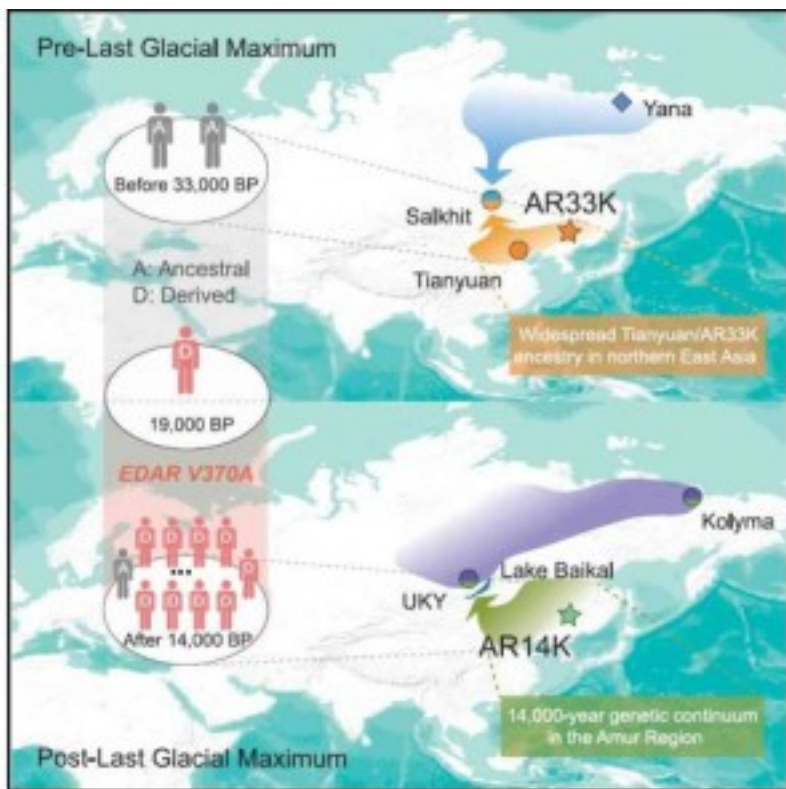 Pre-Last Glacial Maximum
Yana
A A
Before 33,000 BP
Salkhit
AR33K
Tianyuan
A: Ancestral
D: Derived
Widespread Tianyuan/AR33K
ancestry in northern East Asia
D
19,000 BP
EDAR V370A
Kolyma
D D D D
A
D
...
D D D D
After 14,000 BP
Lake Baikal
UKY
AR14K
14,000-year genetic continuum
in the Amur Region
Post-Last Glacial Maximum